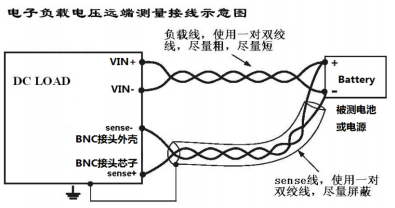 电子负载电压远端测量接线示意图
负载线，使用一对双绞
线，尽量粗，尽量短
VIN+
DC LOAD
VIN-
+
Battery
-
sense-
BNC接头外壳
BNC接头芯子
sense+
被测电池
或电源
sense线，使用一对
双绞线，尽量屏蔽